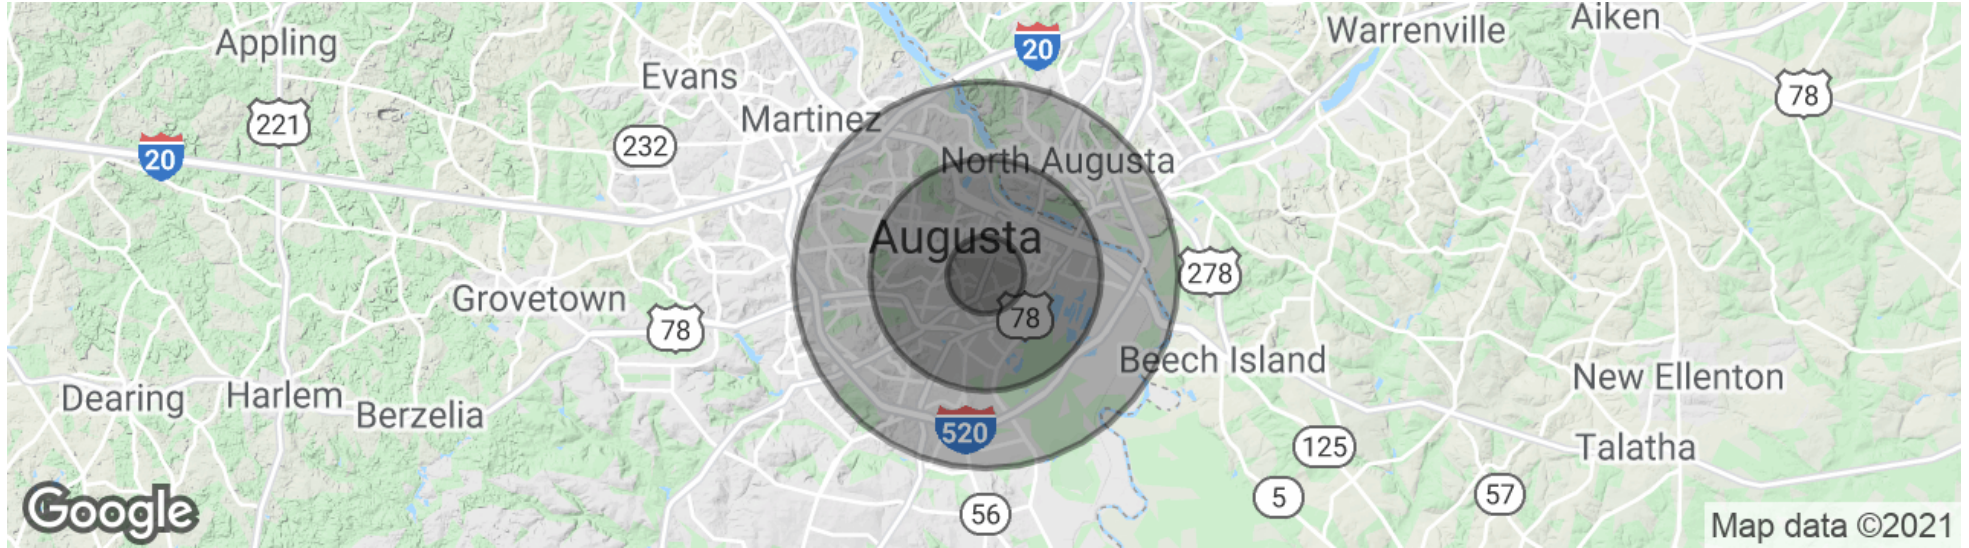 Appling
Evans
Martinez
20
Warrenville
Aiken
78
221
20
232
North Augusta
Augusta
278
Grovetown
78
78
Beech Island
Dearing
Harlem
Berzelia
520
New Ellenton
125
Talatha
5
57
56
Google
Map data ©2021